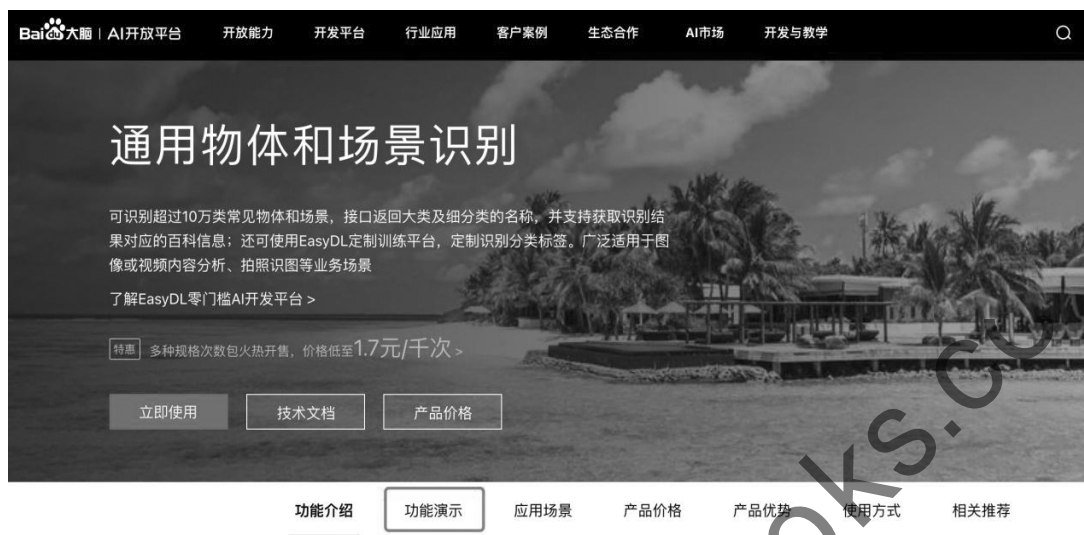 Bai du 大脑 | AI开放平台 开放能力 开发平台 行业应用 客户案例 生态合作 AI市场 开发与教学
通用物体和场景识别
可识别超过10万类常见物体和场景，接口返回大类及细分类的名称，并支持获取识别结
果对应的百科信息；还可使用EasyDL定制训练平台，定制识别分类标签。广泛适用于图
像或视频内容分析、拍照识图等业务场景
了解EasyDL零门槛AI开发平台 >
特惠 多种规格次数包火热开售，价格低至1.7元/千次 >
立即使用 技术文档 产品价格
功能介绍 功能演示 应用场景 产品价格 产品优势 使用方式 相关推荐